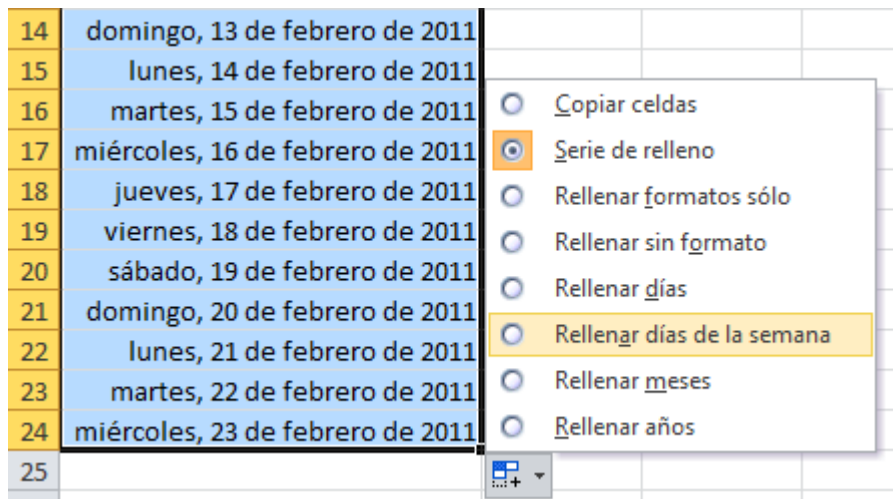 14 domingo, 13 de febrero de 2011
15 lunes, 14 de febrero de 2011
16 martes, 15 de febrero de 2011
17 miércoles, 16 de febrero de 2011
18 jueves, 17 de febrero de 2011
19 viernes, 18 de febrero de 2011
20 sábado, 19 de febrero de 2011
21 domingo, 20 de febrero de 2011
22 lunes, 21 de febrero de 2011
23 martes, 22 de febrero de 2011
24 miércoles, 23 de febrero de 2011
25
Copiar celdas
Serie de relleno
Rellenar formatos sólo
Rellenar sin formato
Rellenar días
Rellenar días de la semana
Rellenar meses
Rellenar años